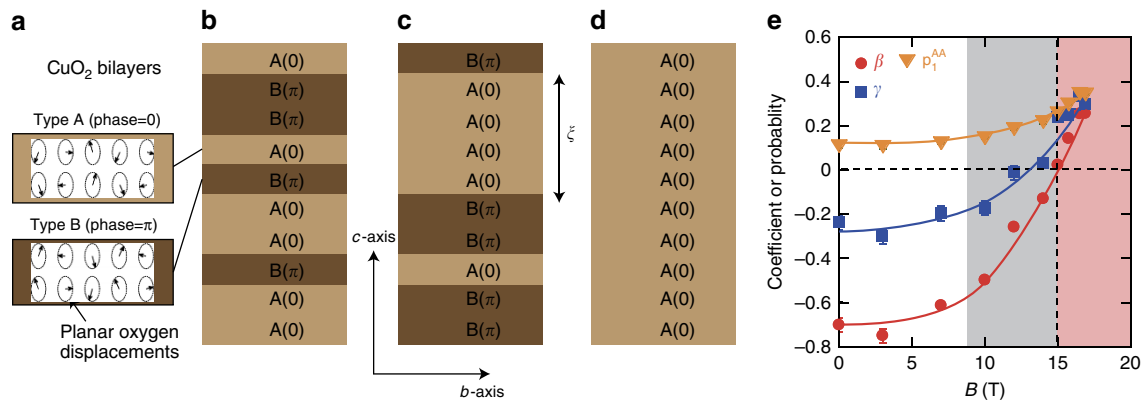 a
CuO2 bilayers
Type A (phase=0)
Type B (phase=π)
Planar oxygen
displacements
b
A(0)
B(π)
B(π)
A(0)
B(π)
A(0)
A(0)
B(π)
A(0)
A(0)
c-axis
b-axis
c
B(π)
A(0)
A(0)
A(0)
A(0)
B(π)
B(π)
A(0)
B(π)
B(π)
d
A(0)
A(0)
A(0)
A(0)
A(0)
A(0)
A(0)
A(0)
A(0)
A(0)
e
Coefficient or probablity
0.6
0.4
0.2
0
−0.2
−0.4
−0.6
−0.8
β
p1AA
γ
0
5
10
15
20
B (T)